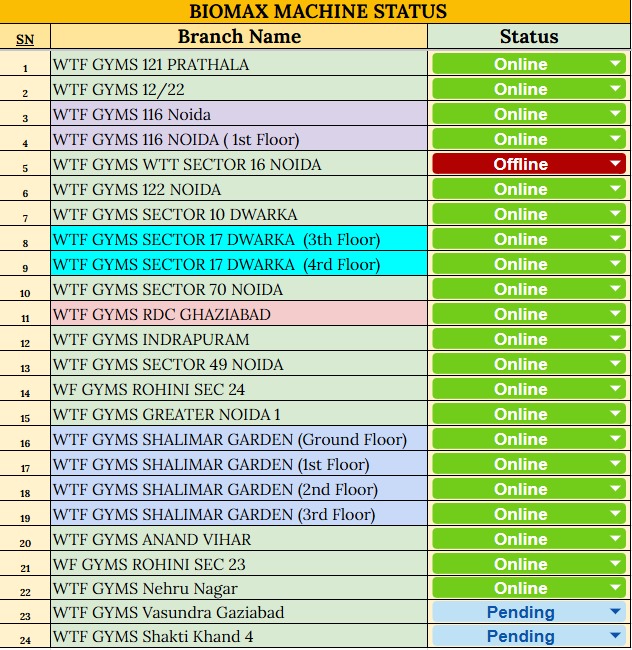 BIOMAX MACHINE STATUS
SN Branch Name Status
1 WTF GYMS 121 PRATHALA Online
2 WTF GYMS 12/22 Online
3 WTF GYMS 116 Noida Online
4 WTF GYMS 116 NOIDA ( 1st Floor) Online
5 WTF GYMS WTT SECTOR 16 NOIDA Offline
6 WTF GYMS 122 NOIDA Online
7 WTF GYMS SECTOR 10 DWARKA Online
8 WTF GYMS SECTOR 17 DWARKA (3th Floor) Online
9 WTF GYMS SECTOR 17 DWARKA (4rd Floor) Online
10 WTF GYMS SECTOR 70 NOIDA Online
11 WTF GYMS RDC GHAZIABAD Online
12 WTF GYMS INDRAPURAM Online
13 WTF GYMS SECTOR 49 NOIDA Online
14 WF GYMS ROHINI SEC 24 Online
15 WTF GYMS GREATER NOIDA 1 Online
16 WTF GYMS SHALIMAR GARDEN (Ground Floor) Online
17 WTF GYMS SHALIMAR GARDEN (1st Floor) Online
18 WTF GYMS SHALIMAR GARDEN (2nd Floor) Online
19 WTF GYMS SHALIMAR GARDEN (3rd Floor) Online
20 WTF GYMS ANAND VIHAR Online
21 WF GYMS ROHINI SEC 23 Online
22 WTF GYMS Nehru Nagar Online
23 WTF GYMS Vasundra Gaziabad Pending
24 WTF GYMS Shakti Khand 4 Pending